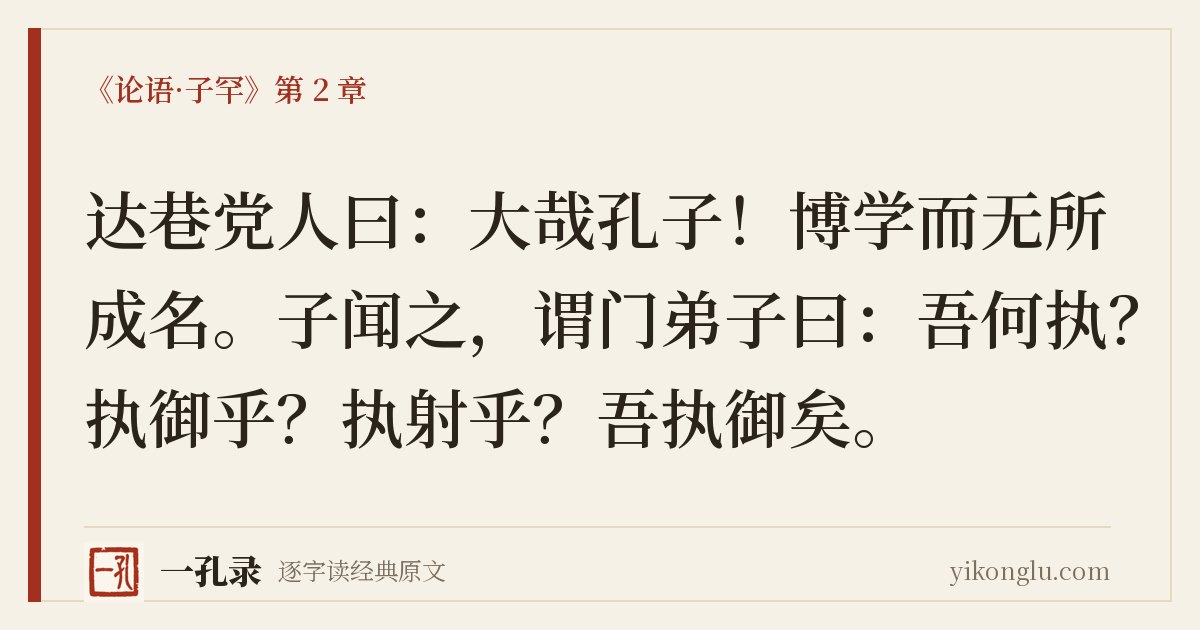 《论语·子罕》第 2 章
达巷党人曰：大哉孔子！博学而无所
成名。子闻之，谓门弟子曰：吾何执？
执御乎？执射乎？吾执御矣。
一孔
一孔录 逐字读经典原文 yikonglu.com